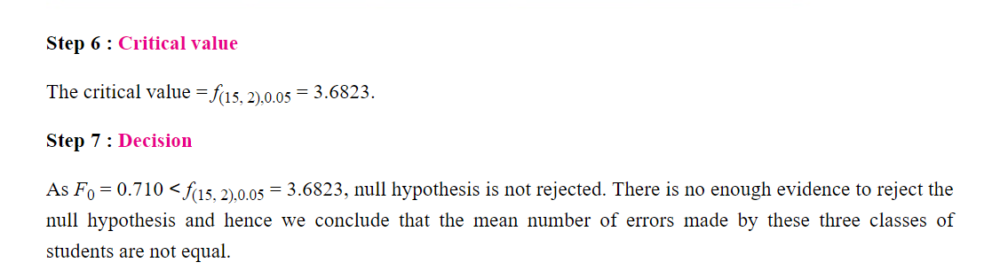 Step 6 : Critical value
The critical value = f(15, 2),0.05 = 3.6823.
Step 7 : Decision
As F0 = 0.710 < f(15, 2),0.05 = 3.6823, null hypothesis is not rejected. There is no enough evidence to reject the
null hypothesis and hence we conclude that the mean number of errors made by these three classes of
students are not equal.